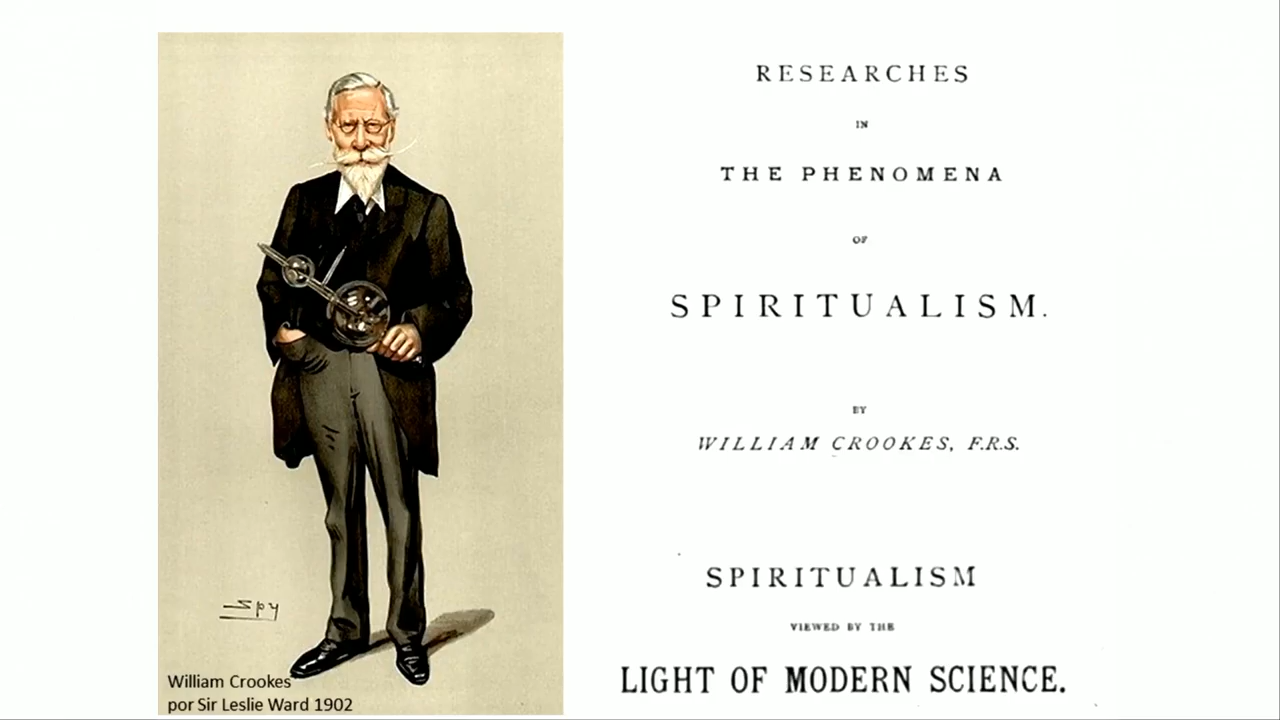 Spy
William Crookes
por Sir Leslie Ward 1902
RESEARCHES
IN
THE PHENOMENA
OF
SPIRITUALISM.
BY
WILLIAM CROOKES, F.R.S.
SPIRITUALISM
VIEWED BY THE
LIGHT OF MODERN SCIENCE.